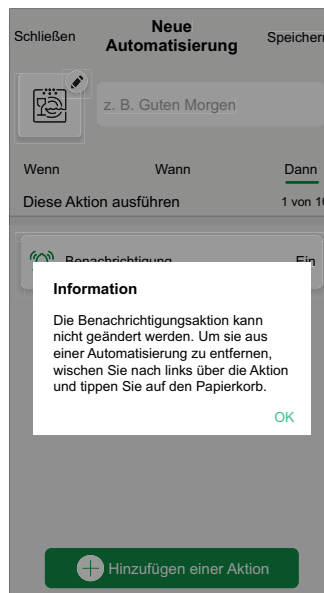 Schließen
Neue
Automatisierung
Speichern
z. B. Guten Morgen
Wenn
Wann
Dann
Diese Aktion ausführen
1 von 10
Benachrichtigung
Ein
Information
Die Benachrichtigungsaktion kann
nicht geändert werden. Um sie aus
einer Automatisierung zu entfernen,
wischen Sie nach links über die Aktion
und tippen Sie auf den Papierkorb.
OK
Hinzufügen einer Aktion